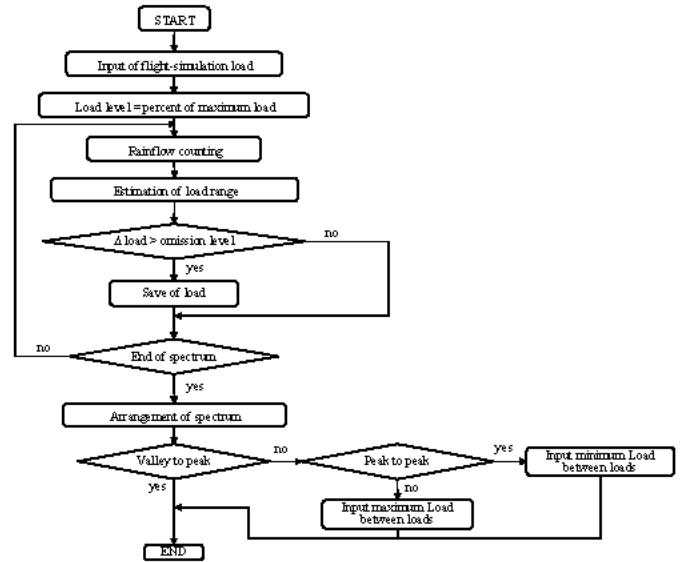 START
Input of flight-simulation load
Load level = percent of maximum load
Rainflow counting
Estimation of load range
Δ load > omission level
no
yes
Save of load
no
End of spectrum
yes
Arrangement of spectrum
Valley to peak
no
Peak to peak
yes
Input minimum Load
between loads
yes
no
Input maximum Load
between loads
END